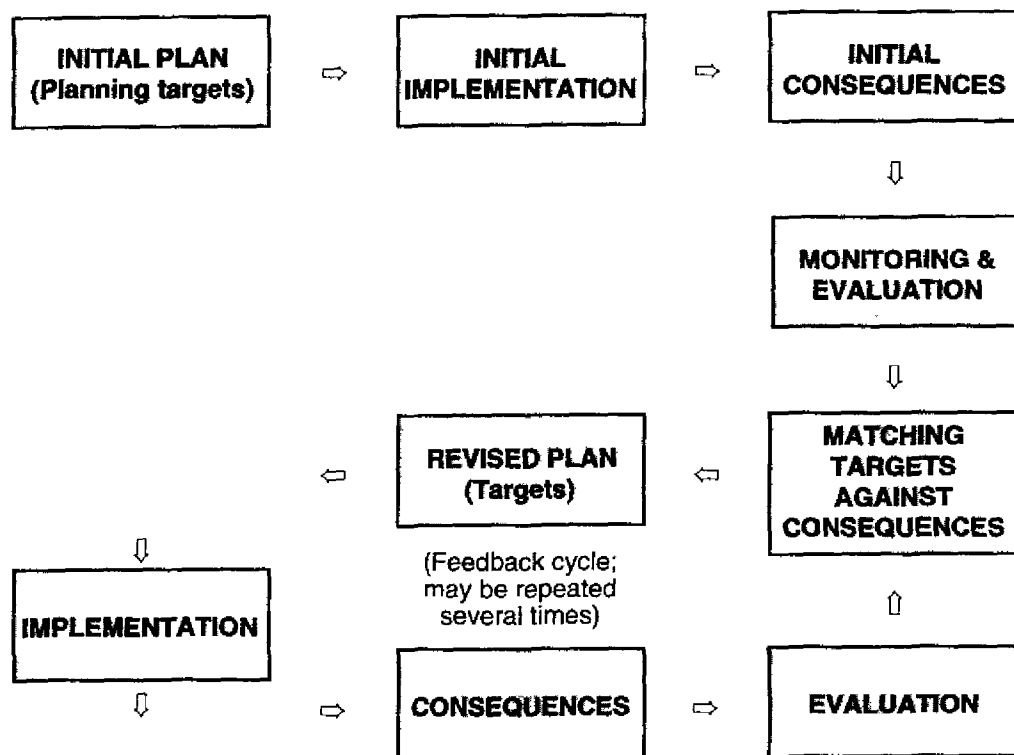 INITIAL PLAN
(Planning targets)
INITIAL
IMPLEMENTATION
INITIAL
CONSEQUENCES
MONITORING &
EVALUATION
MATCHING
TARGETS
AGAINST
CONSEQUENCES
REVISED PLAN
(Targets)
(Feedback cycle;
may be repeated
several times)
IMPLEMENTATION
CONSEQUENCES
EVALUATION